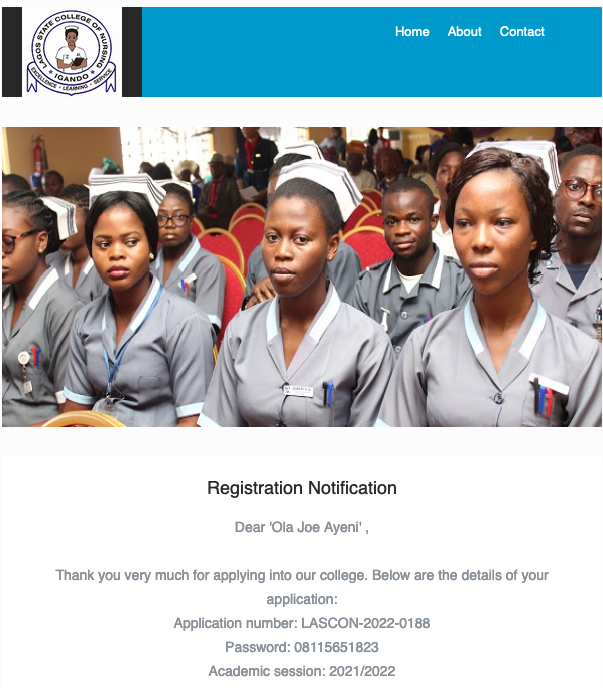 LAGOS STATE COLLEGE OF NURSING
IGANDO
EXCELLENCE • LEARNING • SERVICE
Home About Contact
Registration Notification
Dear 'Ola Joe Ayeni' ,
Thank you very much for applying into our college. Below are the details of your
application:
Application number: LASCON-2022-0188
Password: 08115651823
Academic session: 2021/2022